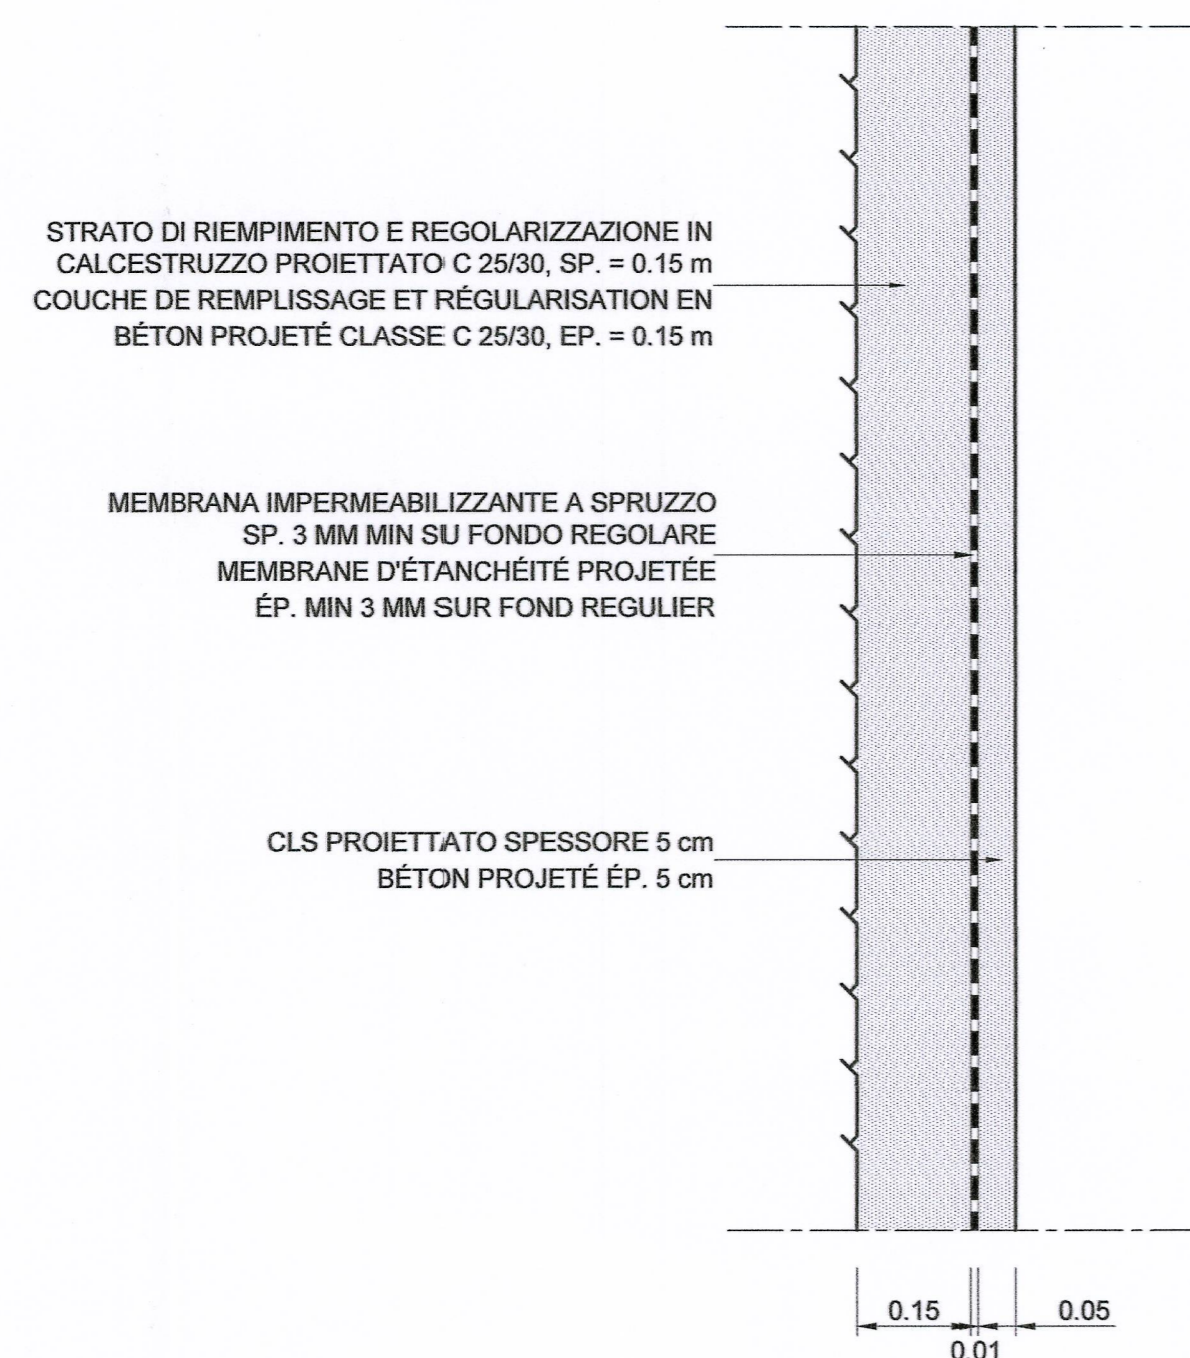 STRATO DI RIEMPIMENTO E REGOLARIZZAZIONE IN
CALCESTRUZZO PROIETTATO C 25/30, SP. = 0.15 m
COUCHE DE REMPLISSAGE ET RÉGULARISATION EN
BÉTON PROJETÉ CLASSE C 25/30, EP. = 0.15 m
MEMBRANA IMPERMEABILIZZANTE A SPRUZZO
SP. 3 MM MIN SU FONDO REGOLARE
MEMBRANE D'ÉTANCHÉITÉ PROJETÉE
ÉP. MIN 3 MM SUR FOND REGULIER
CLS PROIETTATO SPESSORE 5 cm
BÉTON PROJETÉ ÉP. 5 cm
0.15 0.05
0.01